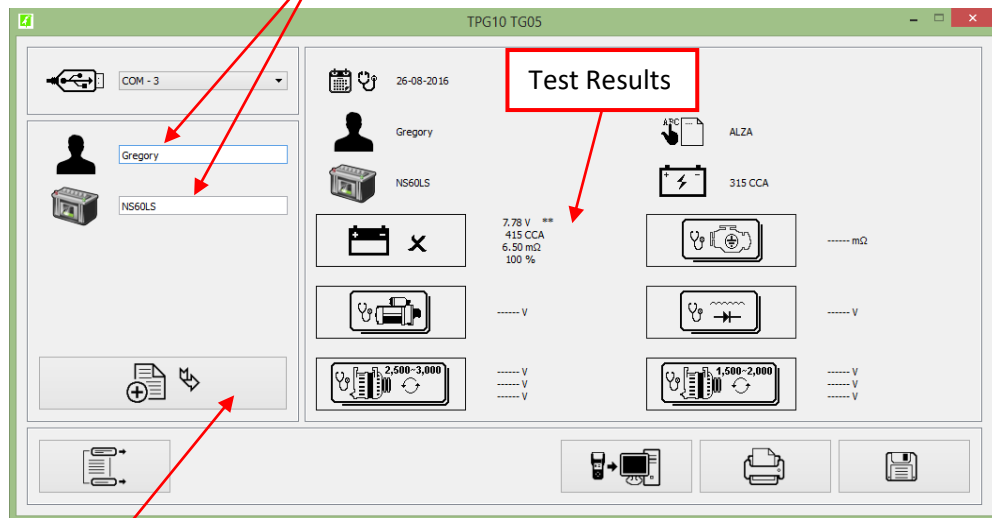 TPG10 TG05
COM - 3
26-08-2016
Test Results
Gregory
Gregory
ABC
ALZA
NS60LS
NS60LS
315 CCA
7.78 V **
415 CCA
6.50 mΩ
100 %
------ mΩ
------ V
------ V
2,500~3,000
------ V
------ V
------ V
1,500~2,000
------ V
------ V
------ V